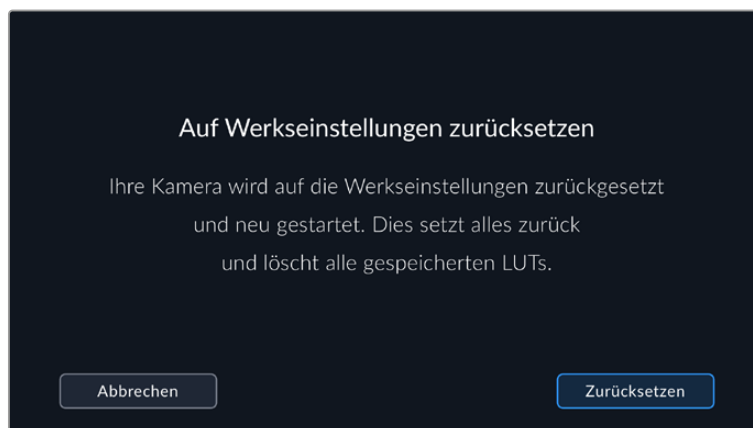 Auf Werkseinstellungen zurücksetzen
Ihre Kamera wird auf die Werkseinstellungen zurückgesetzt
und neu gestartet. Dies setzt alles zurück
und löscht alle gespeicherten LUTs.
Abbrechen
Zurücksetzen